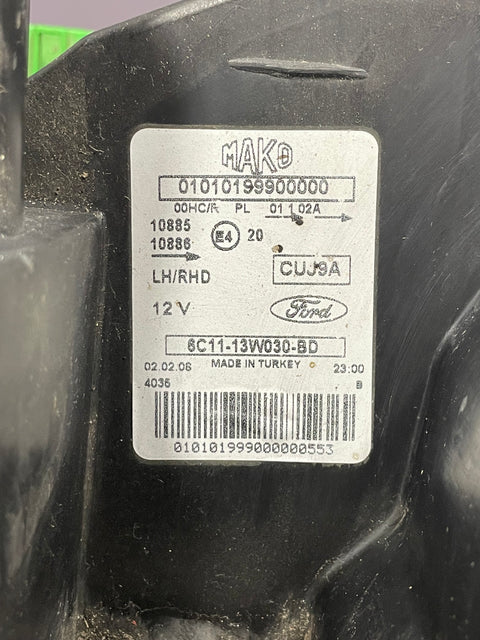 MAKO
01010199900000
00HC/R PL 01 1 02A
10885
10886
E4 20
LH/RHD
CUJ9A
12 V
Ford
6C11-13W030-BD
MADE IN TURKEY
02.02.06 23:00
4035 B
010101999000000553